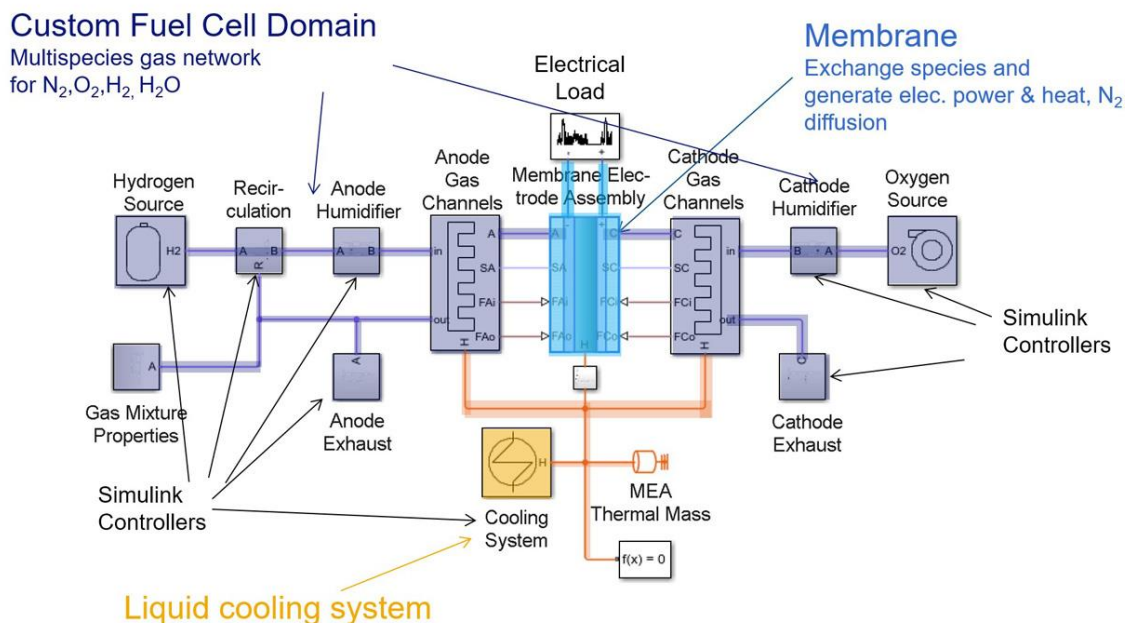 Custom Fuel Cell Domain
Multispecies gas network
for N₂,O₂,H₂, H₂O
Membrane
Exchange species and
generate elec. power & heat, N₂
diffusion
Electrical
Load
- +
Hydrogen
Source
Recir-
culation
Anode
Humidifier
Anode
Gas
Channels
Membrane Elec-
trode Assembly
Cathode
Gas
Channels
Cathode
Humidifier
Oxygen
Source
H2
A B
R
A B
in
out
A
SA
FAi
FAo
H
- +
A C
SA SC
FAi FCi
FAo FCo
H
C
SC
FCi
FCo
in
out
H
B A
O2
A
Gas Mixture
Properties
A
Anode
Exhaust
C
Cathode
Exhaust
Simulink
Controllers
Simulink
Controllers
H
Cooling
System
MEA
Thermal Mass
f(x) = 0
Liquid cooling system